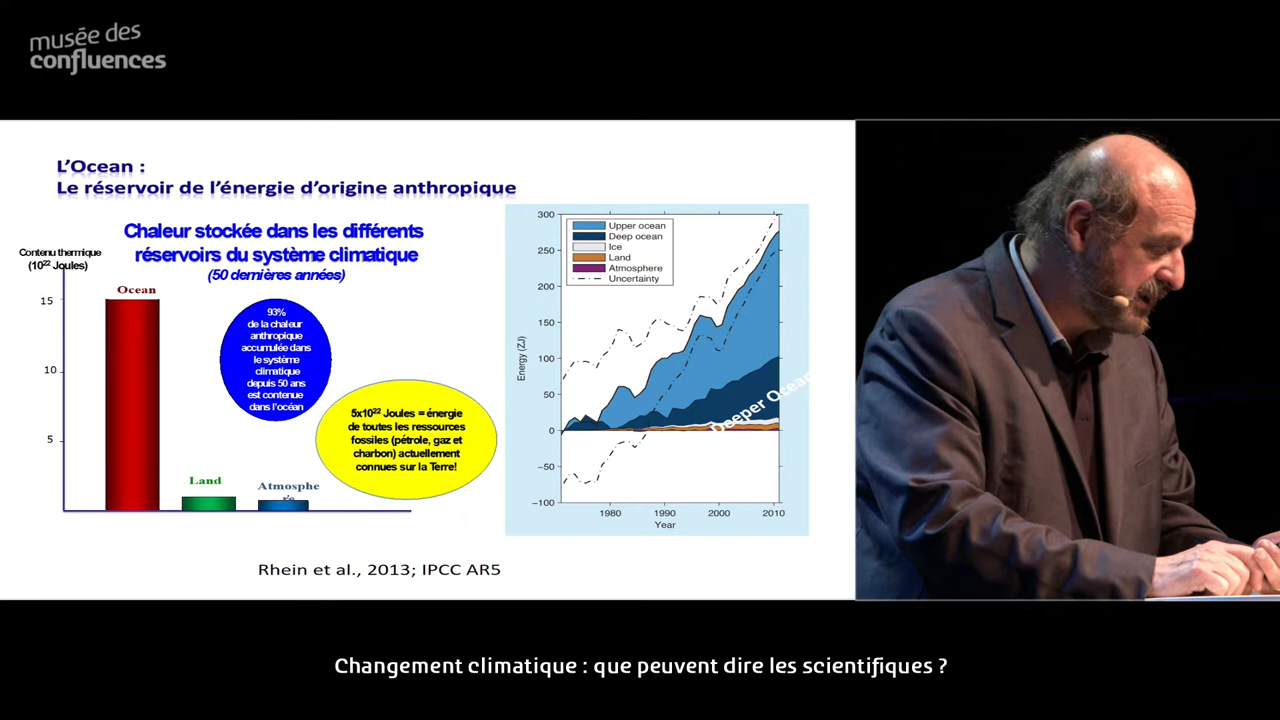 musée des
confluences
L'Ocean :
Le réservoir de l'énergie d'origine anthropique
Chaleur stockée dans les différents
réservoirs du système climatique
(50 dernières années)
Contenu thermique
(10²² Joules)
15
10
5
Ocean
Land
Atmosphe
re
93%
de la chaleur
anthropique
accumulée dans
le système
climatique
depuis 50 ans
est contenue
dans l'océan
5x10²² Joules = énergie
de toutes les ressources
fossiles (pétrole, gaz et
charbon) actuellement
connues sur la Terre!
300
250
200
150
100
50
0
−50
−100
Energy (ZJ)
Upper ocean
Deep ocean
Ice
Land
Atmosphere
Uncertainty
Deeper Ocean
1980
1990
2000
2010
Year
Rhein et al., 2013; IPCC AR5
Changement climatique : que peuvent dire les scientifiques ?